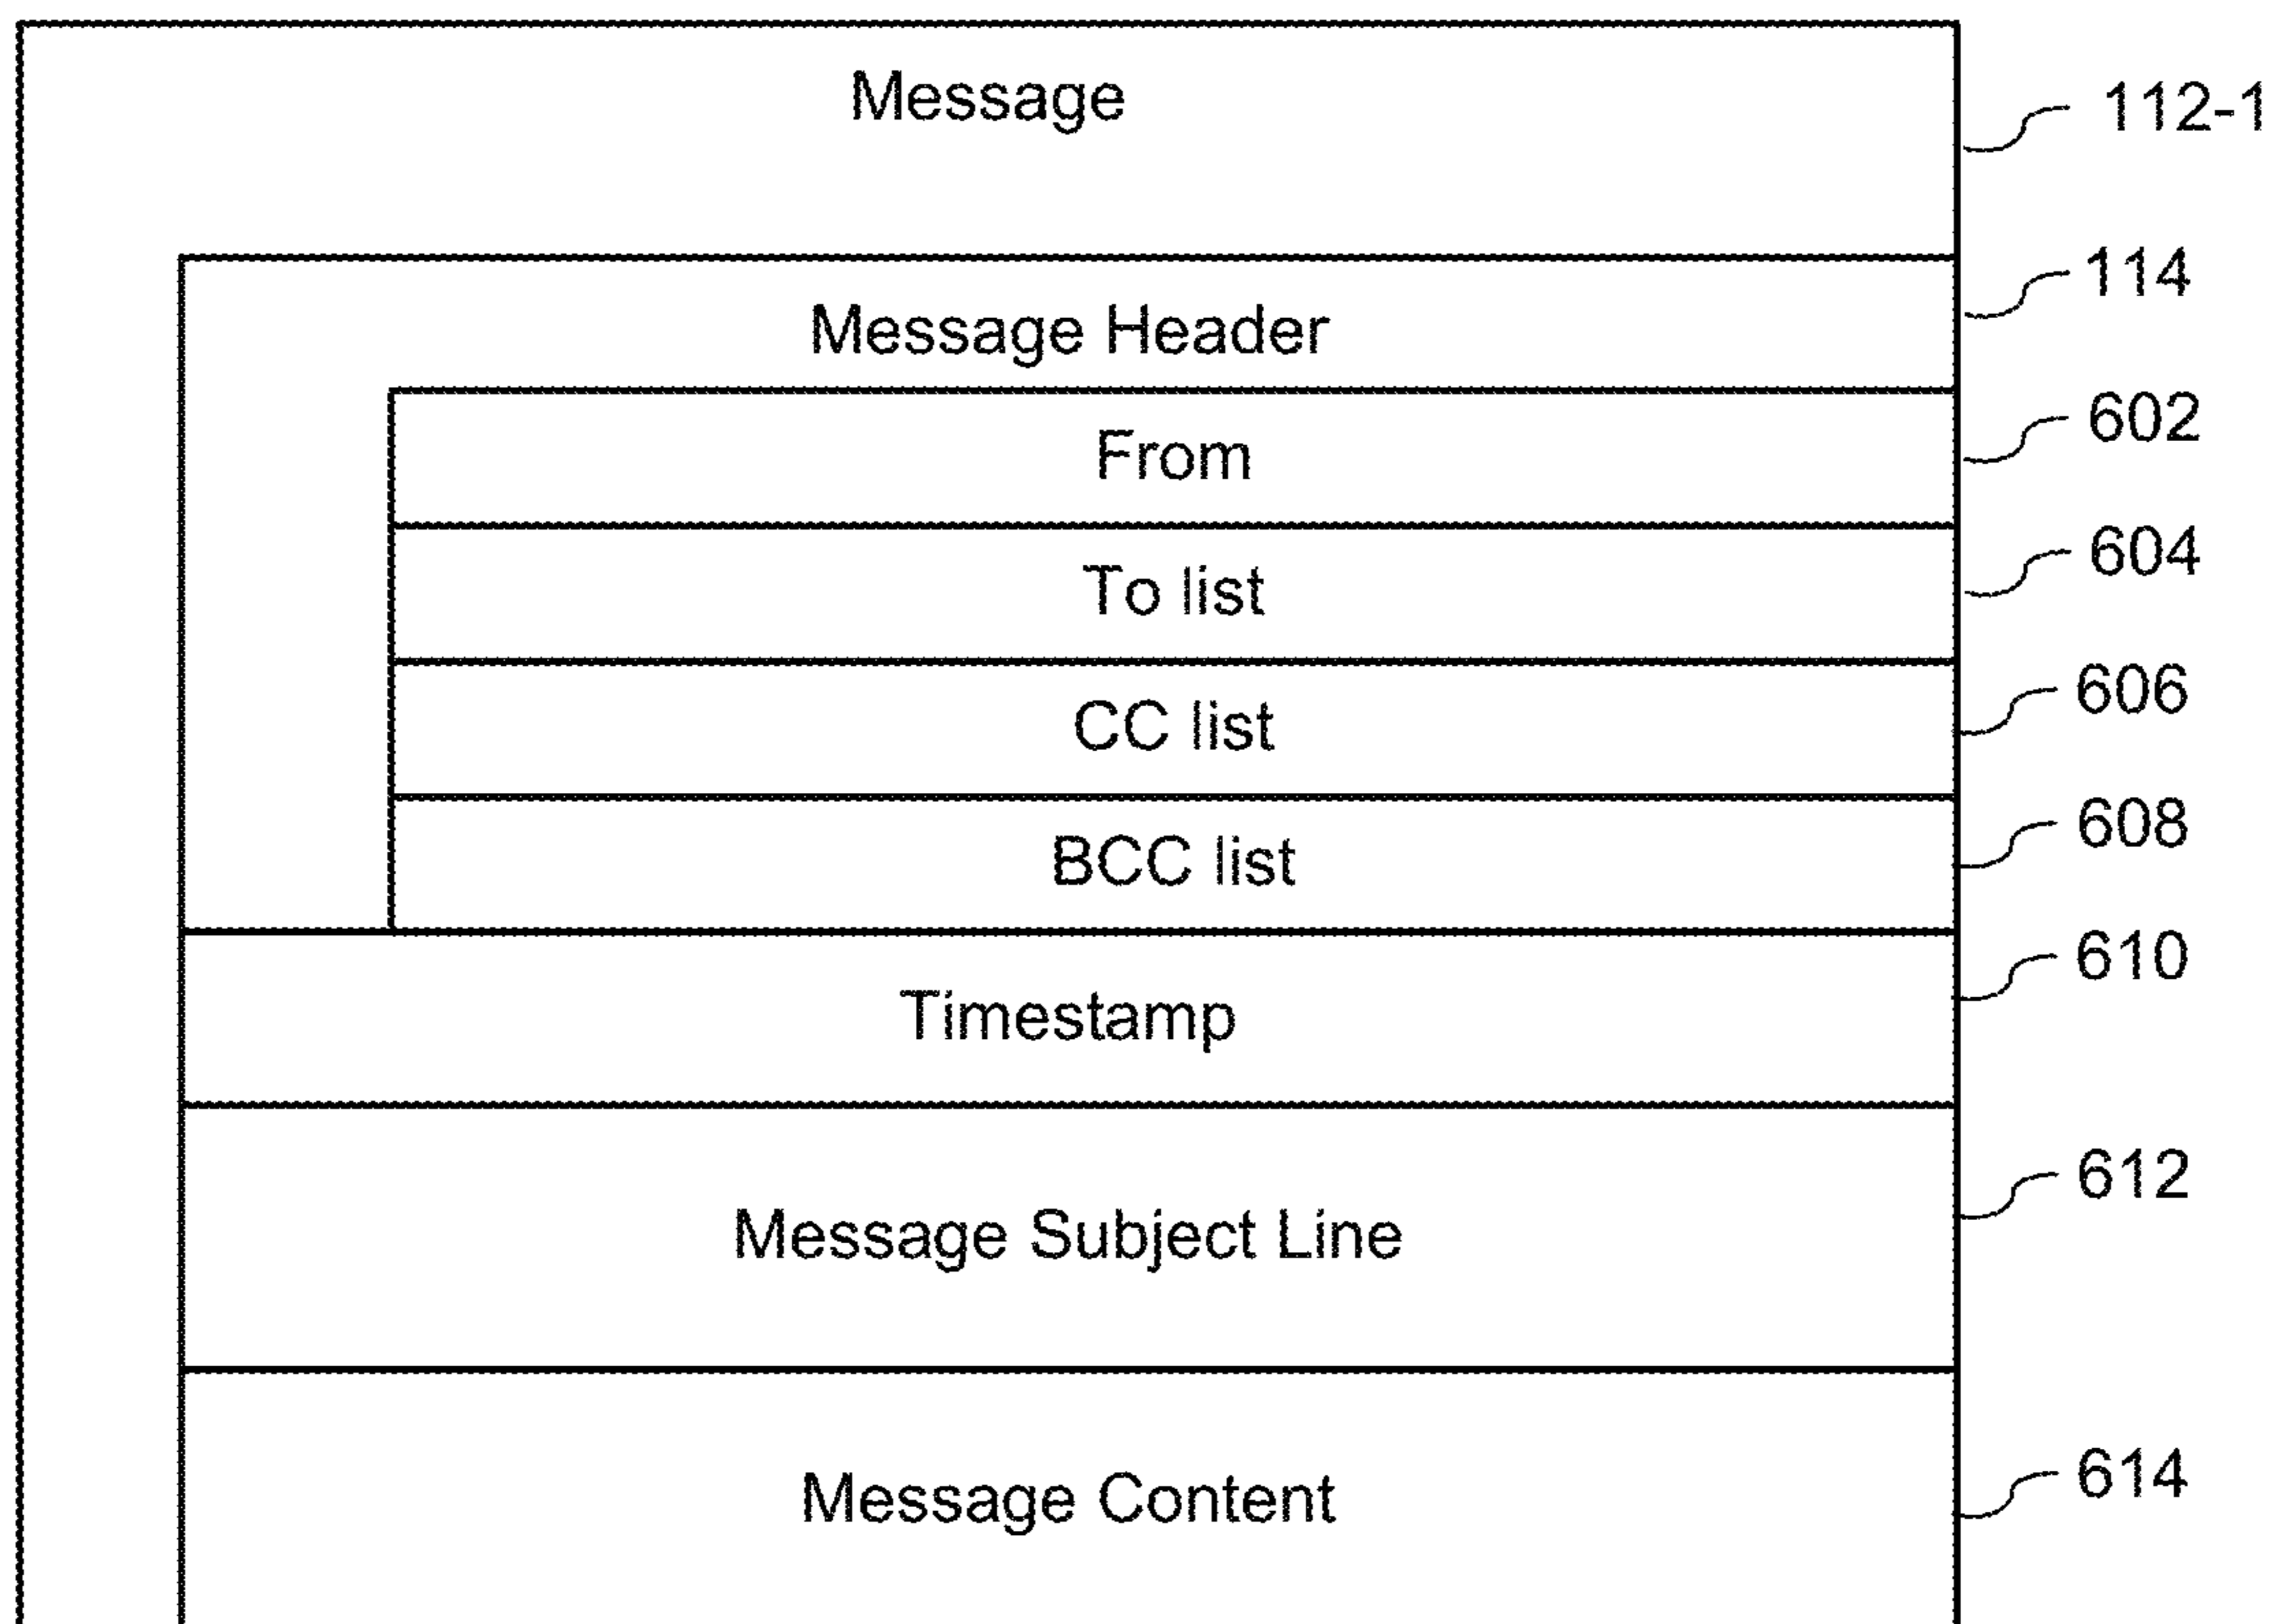 Message
112-1
Message Header
114
From
602
To list
604
CC list
606
BCC list
608
Timestamp
610
Message Subject Line
612
Message Content
614